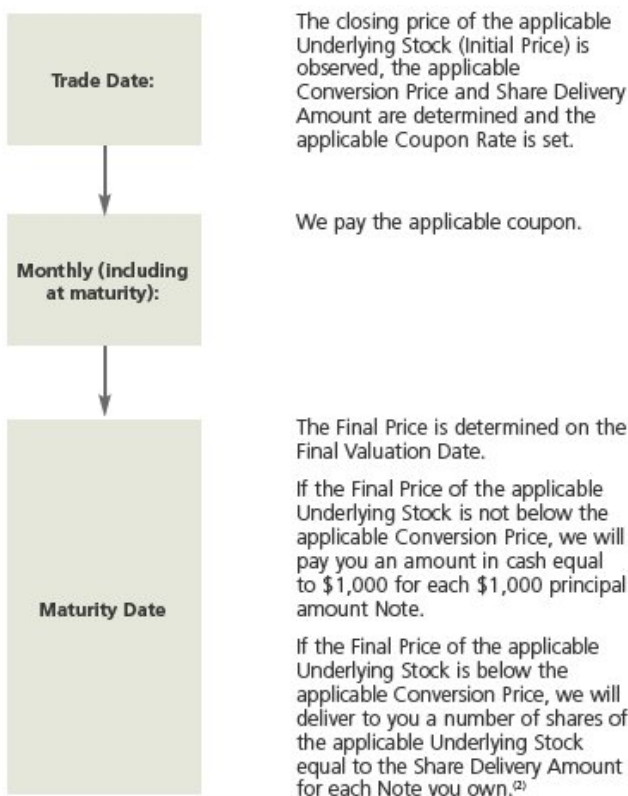 Trade Date:
The closing price of the applicable
Underlying Stock (Initial Price) is
observed, the applicable
Conversion Price and Share Delivery
Amount are determined and the
applicable Coupon Rate is set.
Monthly (including
at maturity):
We pay the applicable coupon.
Maturity Date
The Final Price is determined on the
Final Valuation Date.
If the Final Price of the applicable
Underlying Stock is not below the
applicable Conversion Price, we will
pay you an amount in cash equal
to $1,000 for each $1,000 principal
amount Note.
If the Final Price of the applicable
Underlying Stock is below the
applicable Conversion Price, we will
deliver to you a number of shares of
the applicable Underlying Stock
equal to the Share Delivery Amount
for each Note you own.(2)